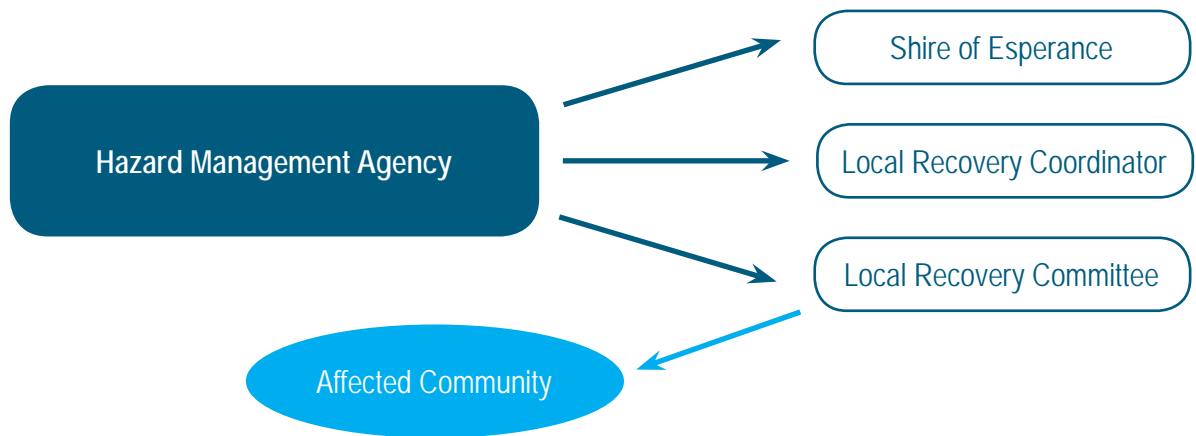 Shire of Esperance
Hazard Management Agency
Local Recovery Coordinator
Local Recovery Committee
Affected Community